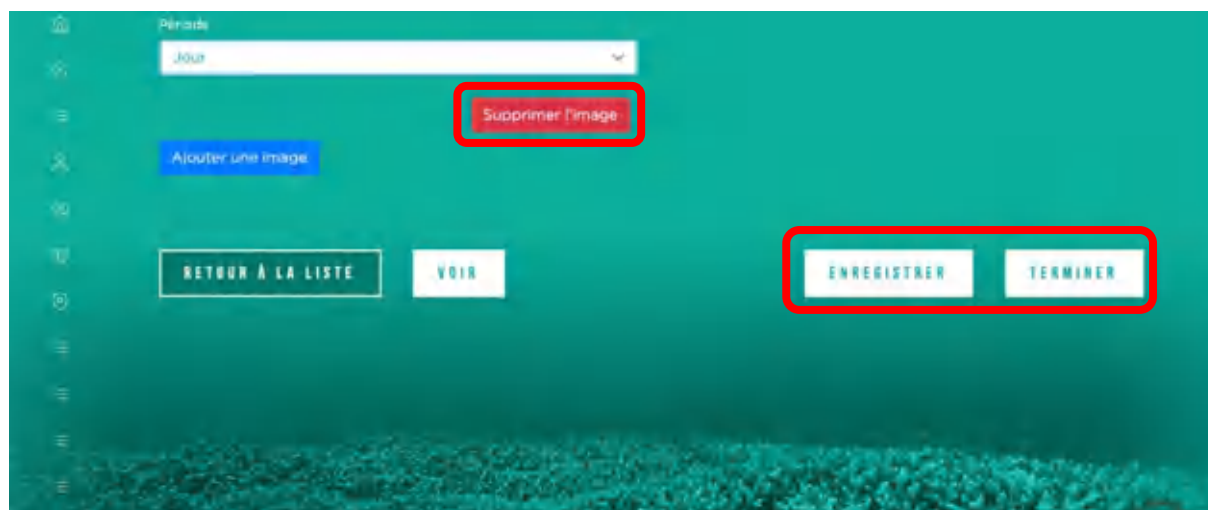 Période
Jour
Supprimer l'image
Ajouter une image
RETOUR À LA LISTE
VOIR
ENREGISTRER
TERMINER